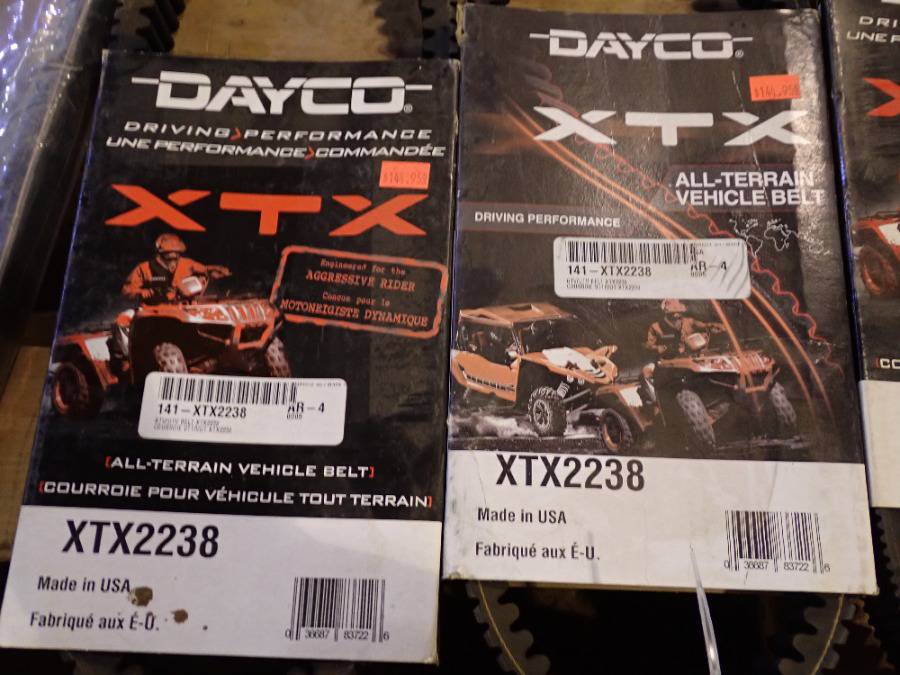 DAYCO
DRIVING PERFORMANCE
UNE PERFORMANCE COMMANDÉE
XTX
Engineered for the
AGGRESSIVE RIDER
Conçue pour le
MOTONEIGISTE DYNAMIQUE
141-XTX2238
AR-4
[ALL-TERRAIN VEHICLE BELT]
[COURROIE POUR VÉHICULE TOUT TERRAIN]
XTX2238
Made in USA
Fabriqué aux É-U.
0 36687 83722 6
DAYCO
XTX
ALL-TERRAIN
VEHICLE BELT
DRIVING PERFORMANCE
141-XTX2238
AR-4
XTX2238
Made in USA
Fabriqué aux É-U.
0 36687 83722 6
DRI
UNE P